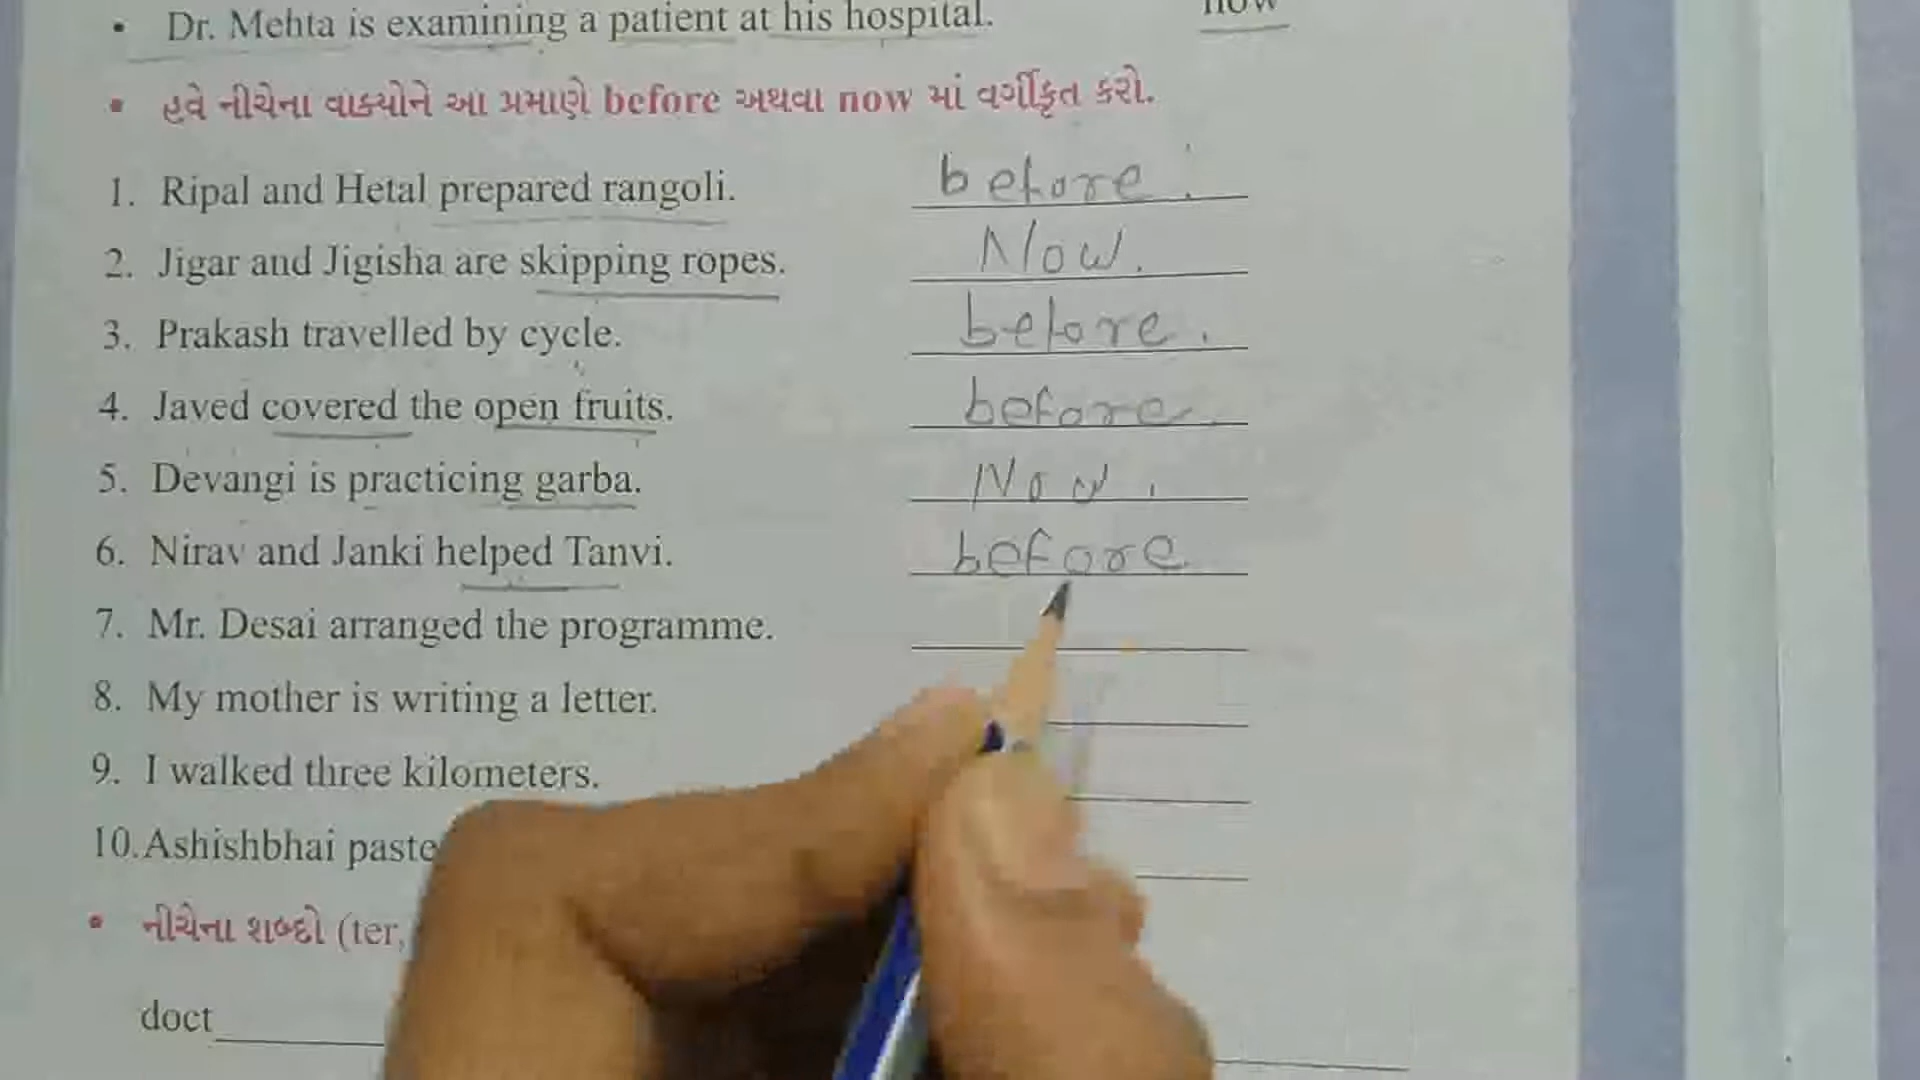 • Dr. Mehta is examining a patient at his hospital. now
• હવે નીચેના વાક્યોને આ પ્રમાણે before અથવા now માં વર્ગીકૃત કરો.
1. Ripal and Hetal prepared rangoli. before.
2. Jigar and Jigisha are skipping ropes. Now.
3. Prakash travelled by cycle. before.
4. Javed covered the open fruits. before
5. Devangi is practicing garba. Now.
6. Nirav and Janki helped Tanvi. before
7. Mr. Desai arranged the programme.
8. My mother is writing a letter.
9. I walked three kilometers.
10. Ashishbhai paste
• નીચેના શબ્દો (ter,
doct